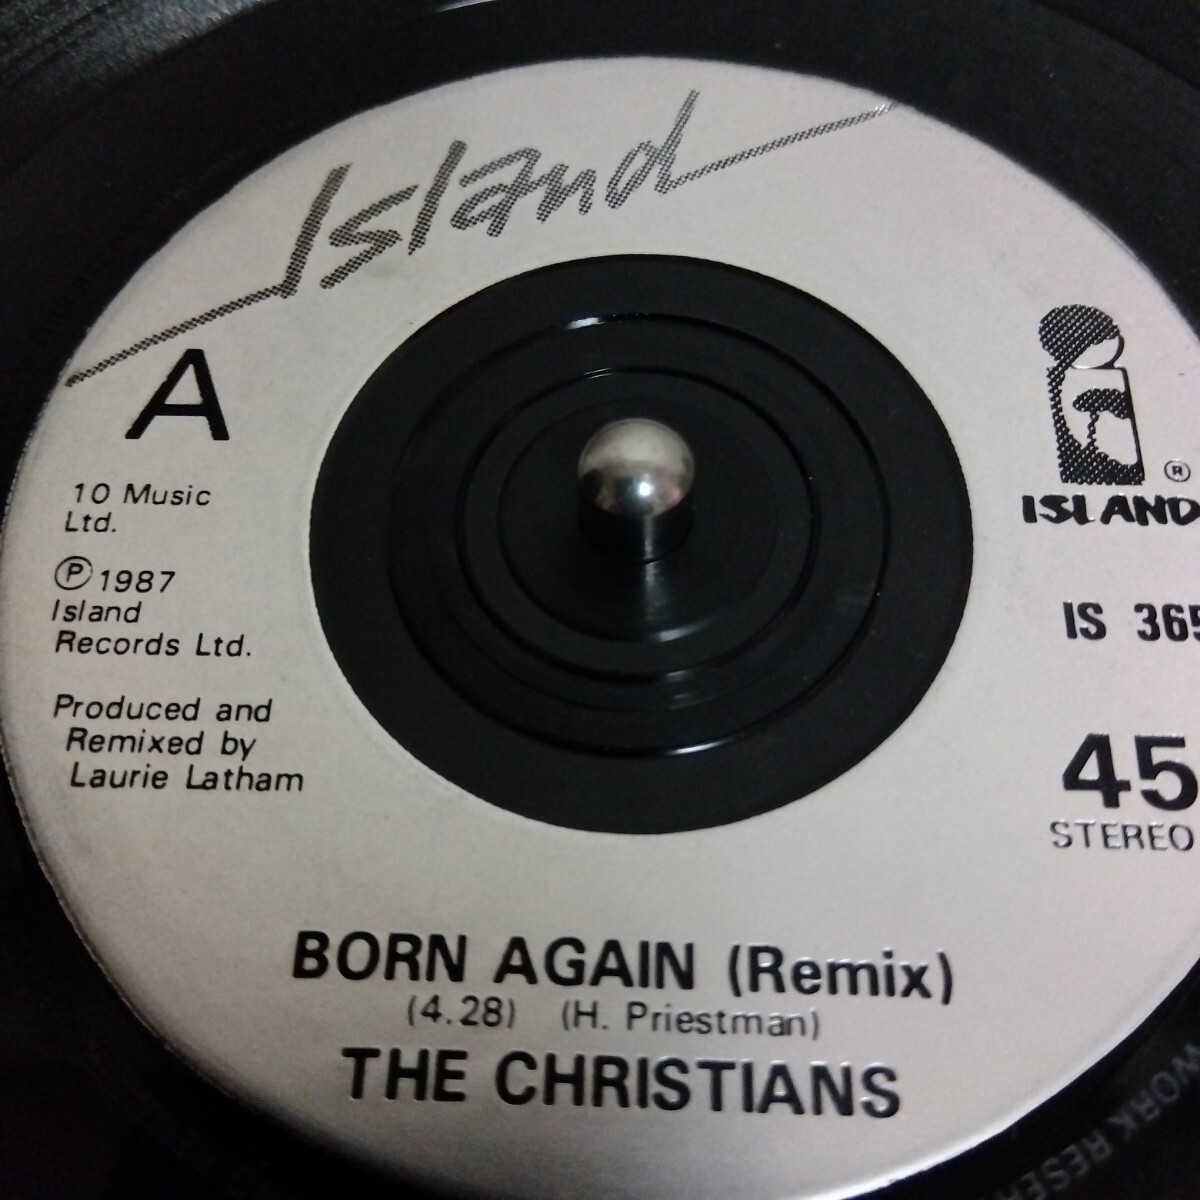 Island
A
10 Music
Ltd.
Ⓟ 1987
Island
Records Ltd.
Produced and
Remixed by
Laurie Latham
®
ISLAND
IS 365
45
STEREO
BORN AGAIN (Remix)
(4.28) (H. Priestman)
THE CHRISTIANS
WORK